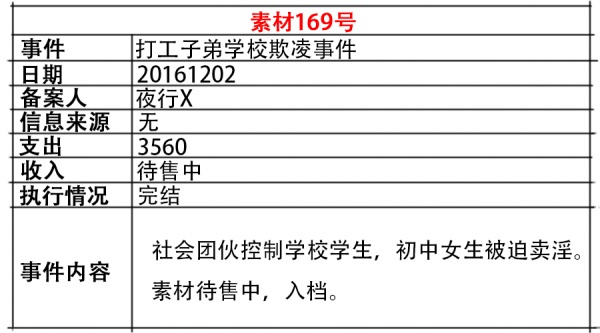 素材169号
事件 打工子弟学校欺凌事件
日期 20161202
备案人 夜行X
信息来源 无
支出 3560
收入 待售中
执行情况 完结
事件内容 社会团伙控制学校学生，初中女生被迫卖淫。
素材待售中，入档。